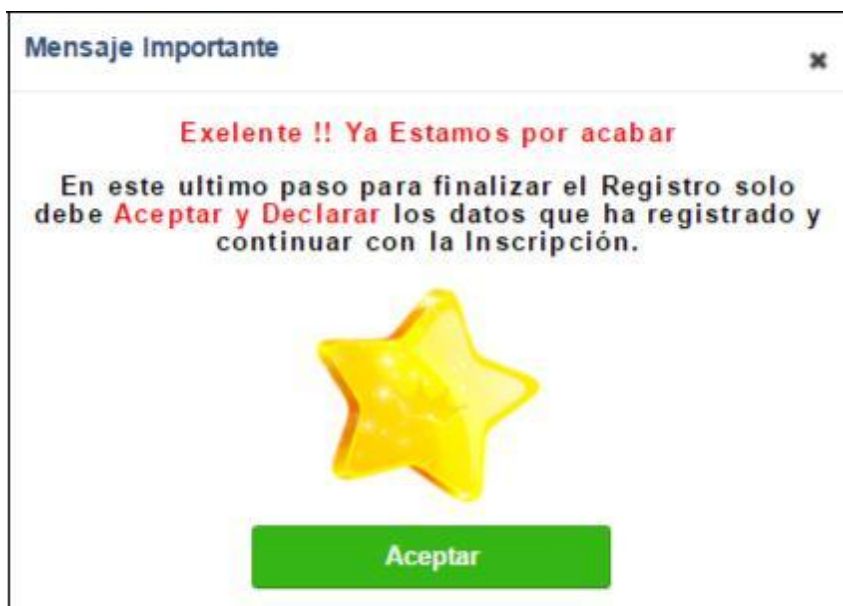 Mensaje Importante
Exelente !! Ya Estamos por acabar
En este ultimo paso para finalizar el Registro solo
debe Aceptar y Declarar los datos que ha registrado y
continuar con la Inscripción.
Aceptar